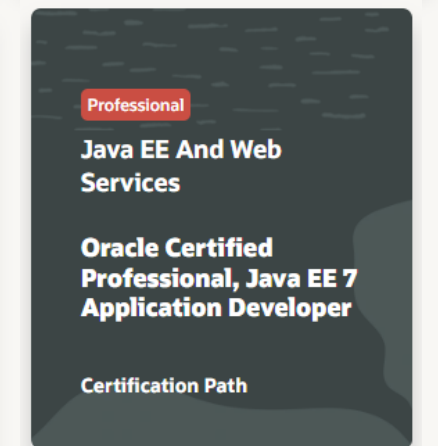 Professional
Java EE And Web
Services
Oracle Certified
Professional, Java EE 7
Application Developer
Certification Path